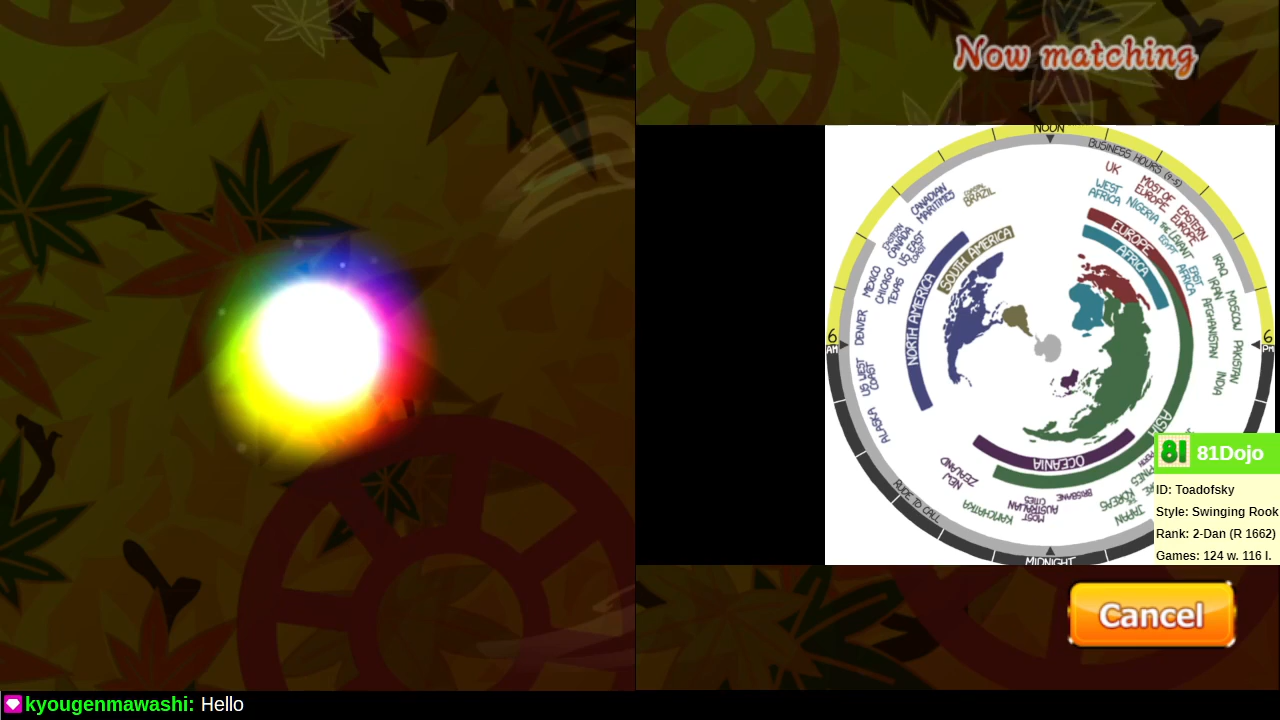 Now matching
NOON
BUSINESS HOURS (9-5)
UK
MOST OF
EUROPE
EASTERN
EUROPE
WEST
AFRICA
NIGERIA
THE LEVANT
EGYPT
EAST
AFRICA
IRAQ
IRAN
MOSCOW
AFGHANISTAN
PAKISTAN
INDIA
BRAZIL
CANADIAN
MARITIMES
EASTERN
CANADA
US EAST
COAST
MEXICO
CHICAGO
TEXAS
DENVER
US WEST
COAST
ALASKA
EUROPE
AFRICA
SOUTH AMERICA
NORTH AMERICA
6
AM
6
PM
OCEANIA
NEW
ZEALAND
RUDE TO CALL
KAMCHATKA
MOST
AUSTRALIAN
CITIES
BRISBANE
KOREAS
JAPAN
MIDNIGHT
81 81Dojo
ID: Toadofsky
Style: Swinging Rook
Rank: 2-Dan (R 1662)
Games: 124 w. 116 l.
Cancel
kyougenmawashi: Hello